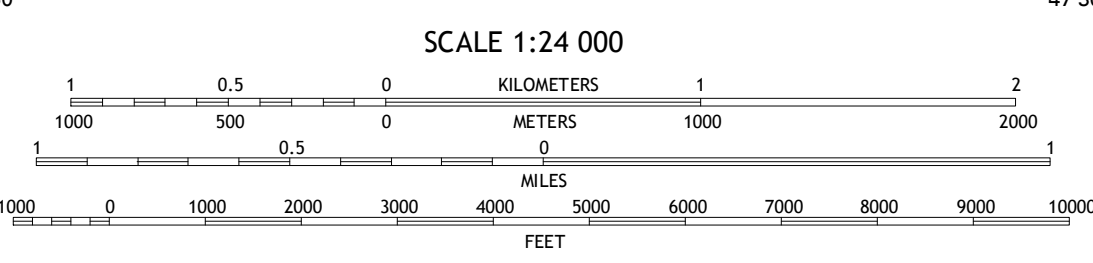 SCALE 1:24 000
1 0.5 0 KILOMETERS 1 2
1000 500 0 METERS 1000 2000
1 0.5 0 1
MILES
1000 0 1000 2000 3000 4000 5000 6000 7000 8000 9000 10000
FEET